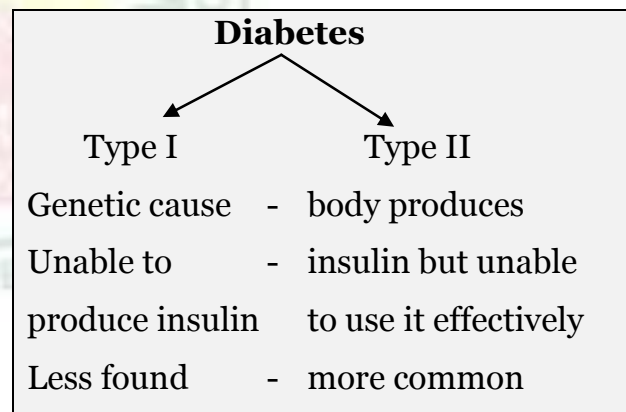 Diabetes
Type I Type II
Genetic cause - body produces
Unable to - insulin but unable
produce insulin to use it effectively
Less found - more common